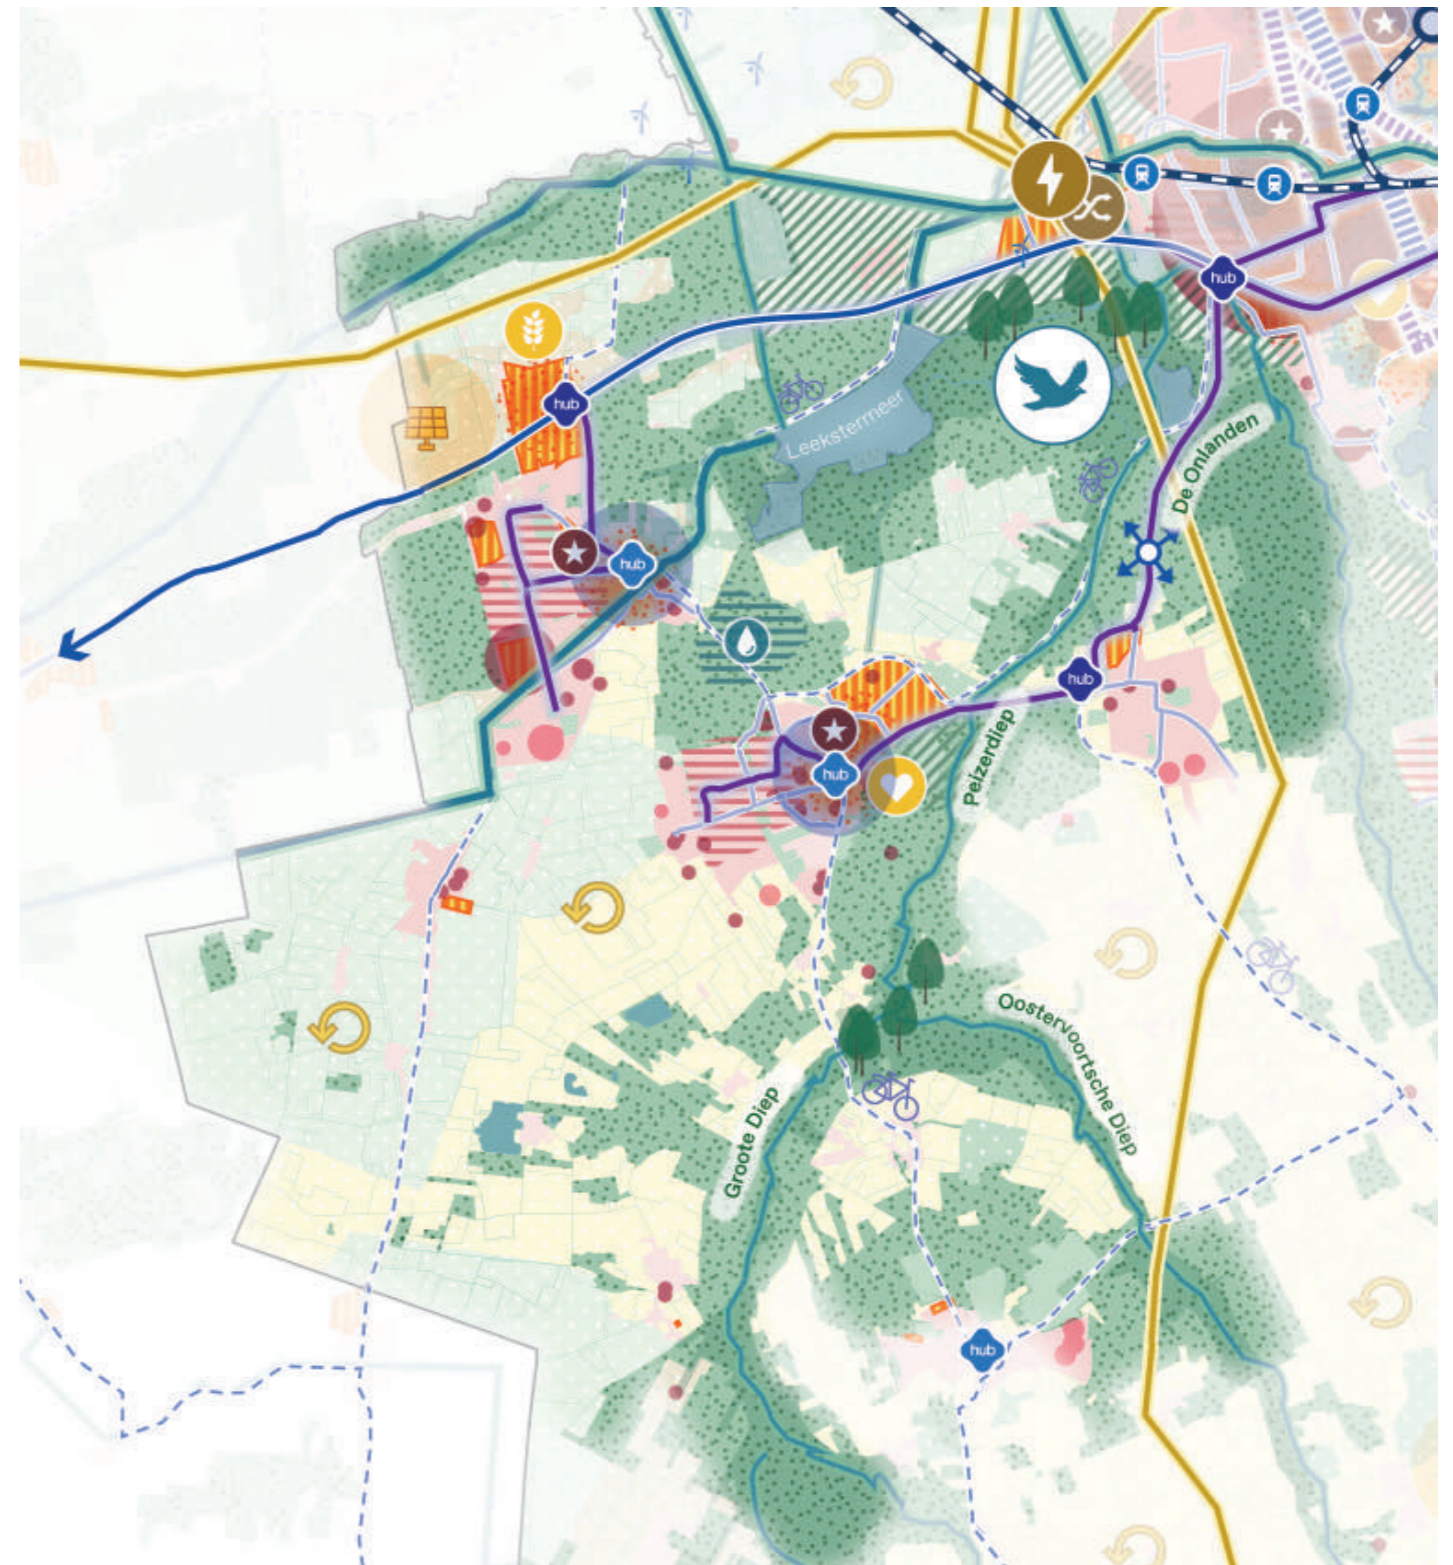 hub
hub
Leekstermeer
De Onlanden
hub
hub
Peizerdiep
hub
Oostervoortsche Diep
Groote Diep
hub